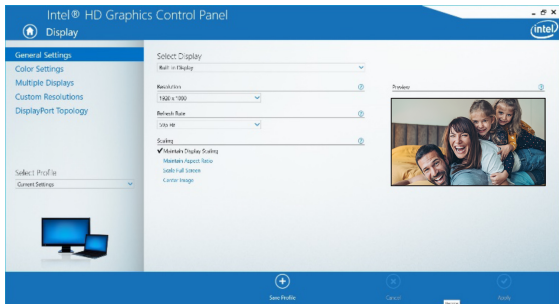 Intel® HD Graphics Control Panel
Display
intel
General Settings
Color Settings
Multiple Displays
Custom Resolutions
DisplayPort Topology
Select Profile
Current Settings
Select Display
Built-in Display
Resolution
Refresh Rate
Scaling
Maintain Display Scaling
Maintain Aspect Ratio
Scale Full Screen
Center Image
Preview
Save Profile
Cancel
Apply